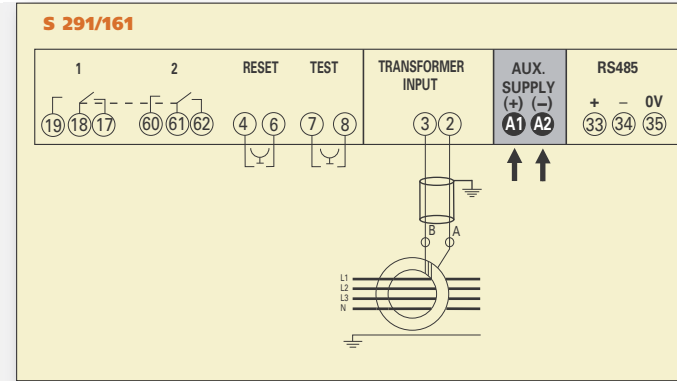 S 291/161
1 2 RESET TEST TRANSFORMER INPUT AUX. SUPPLY RS485
(+) (–) + – 0V
19 18 17 60 61 62 4 6 7 8 3 2 A1 A2 33 34 35
B A
L1
L2
L3
N